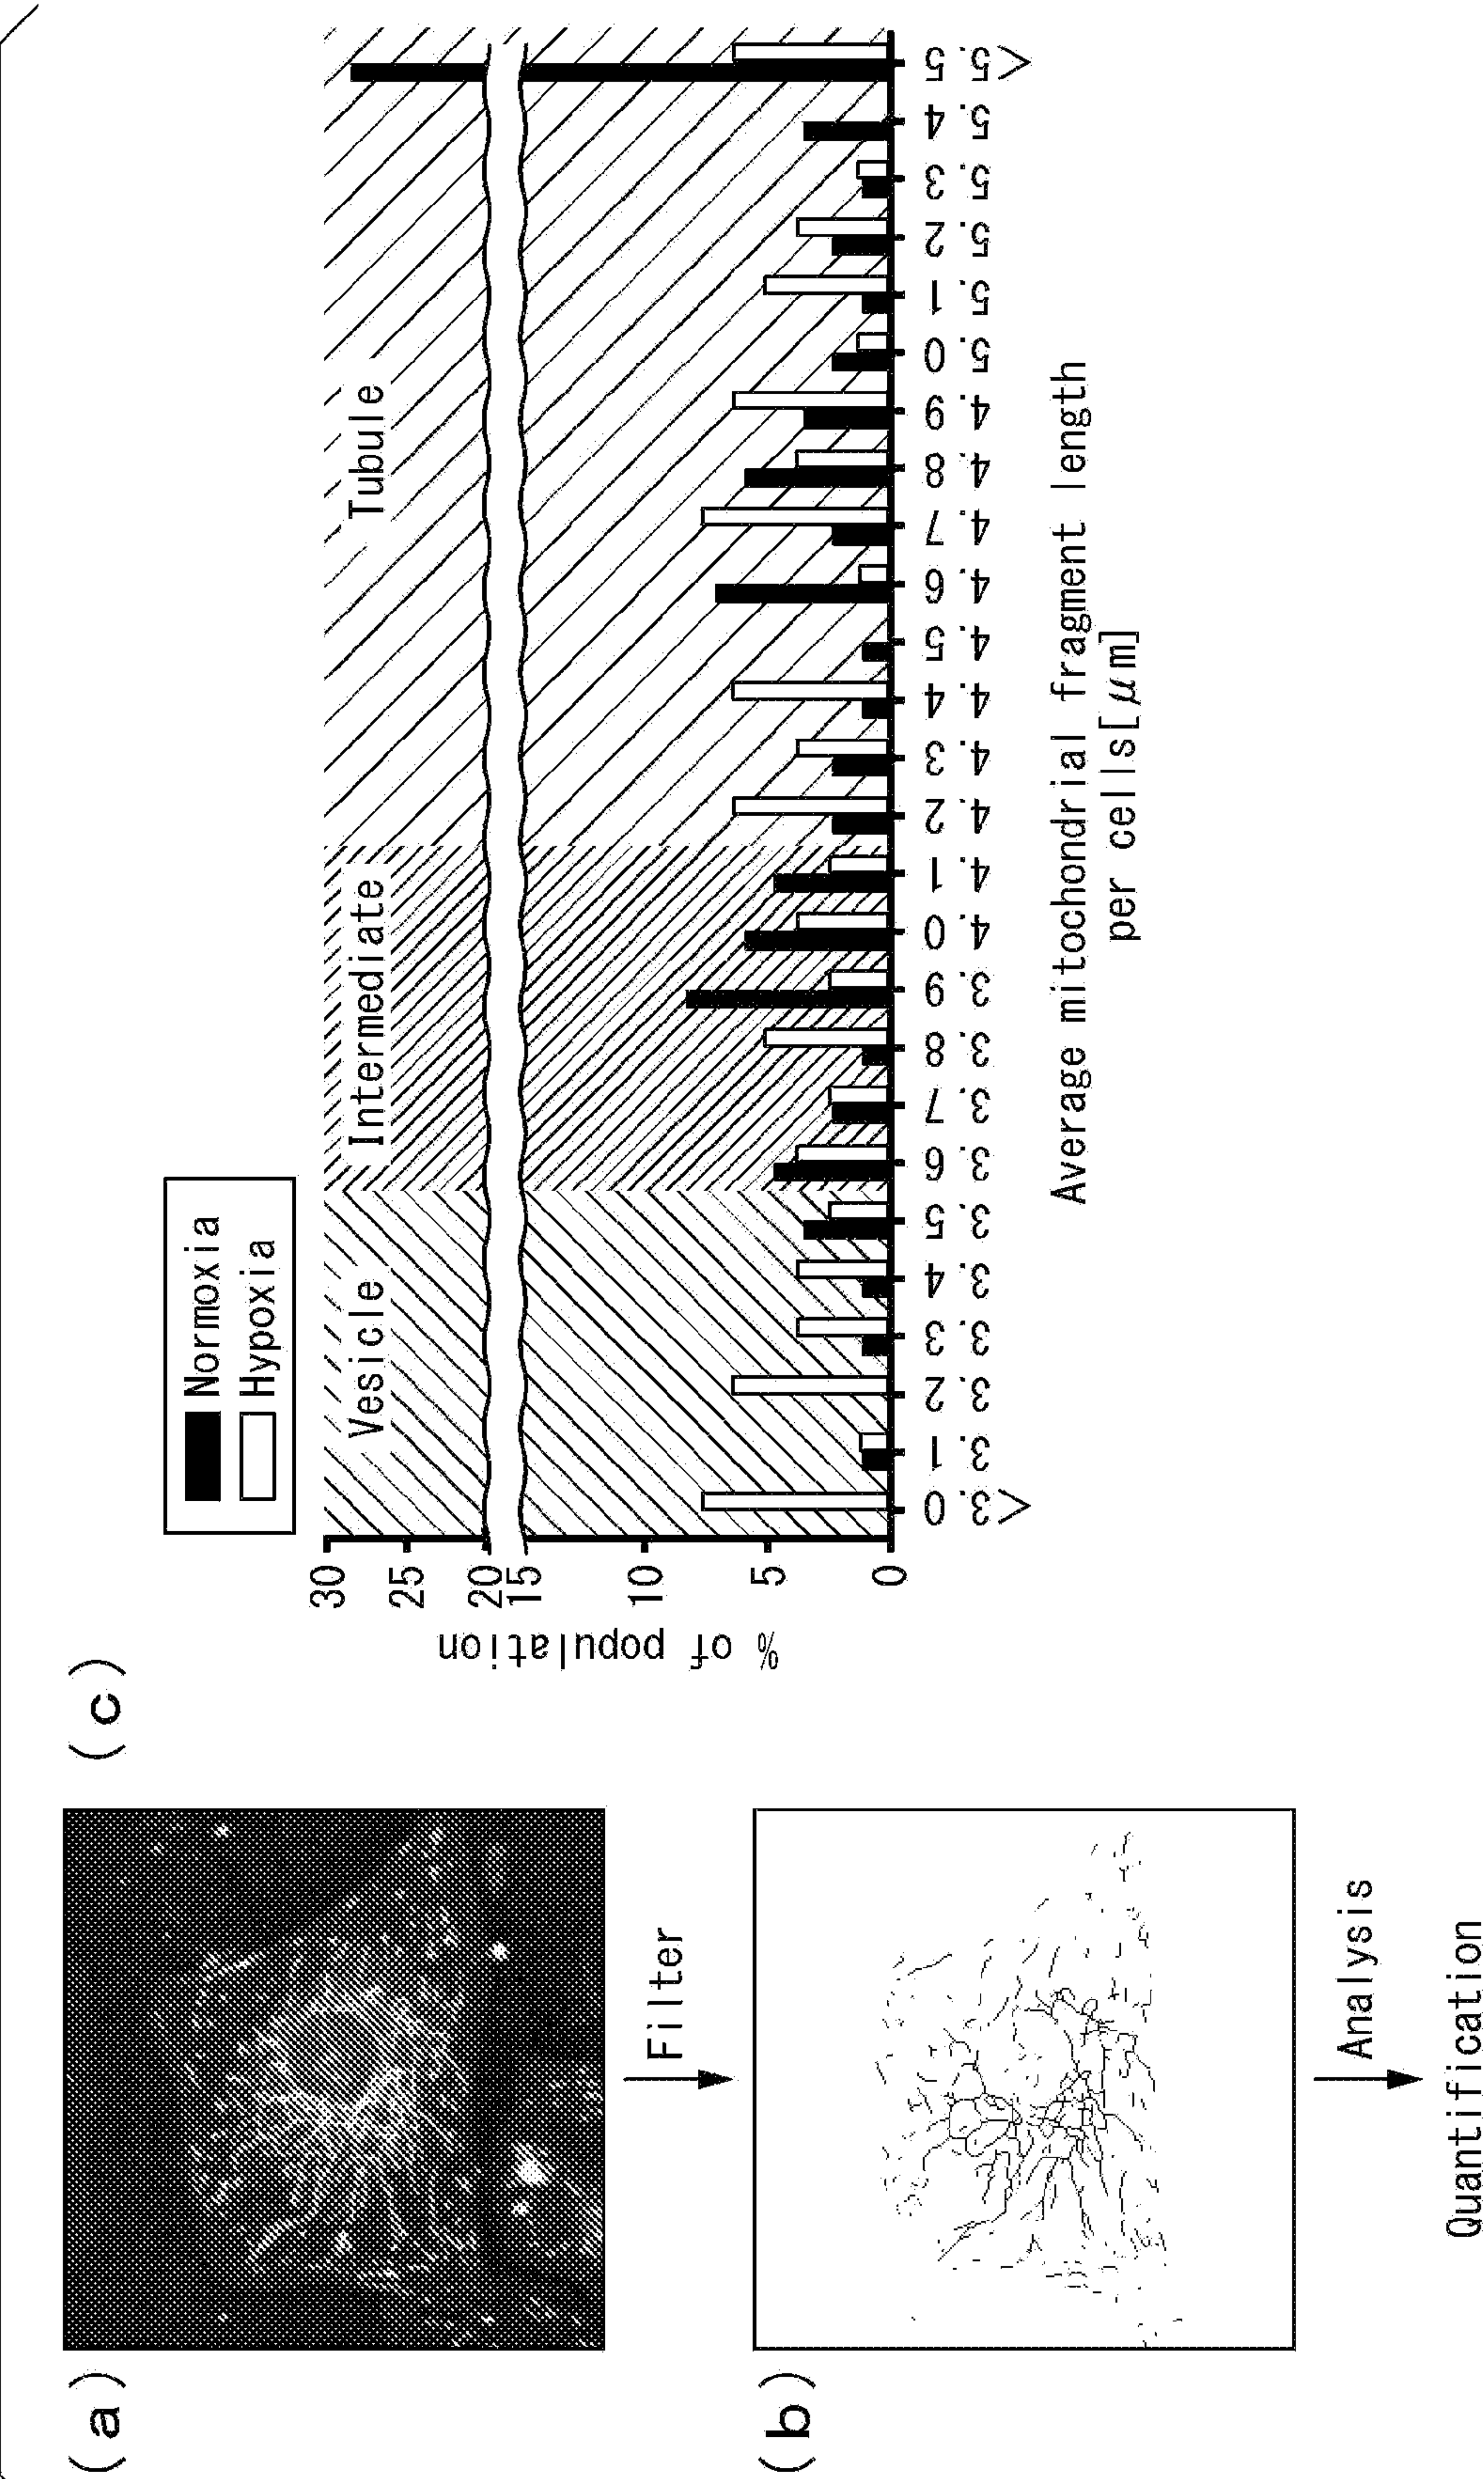 (a)
Filter
(b)
Analysis
Quantification
(c)
Normoxia
Hypoxia
Vesicle Intermediate Tubule
% of population
30
25
20
15
10
5
0
<3.0 3.1 3.2 3.3 3.4 3.5 3.6 3.7 3.8 3.9 4.0 4.1 4.2 4.3 4.4 4.5 4.6 4.7 4.8 4.9 5.0 5.1 5.2 5.3 5.4 5.5<
Average mitochondrial fragment length
per cells[μm]